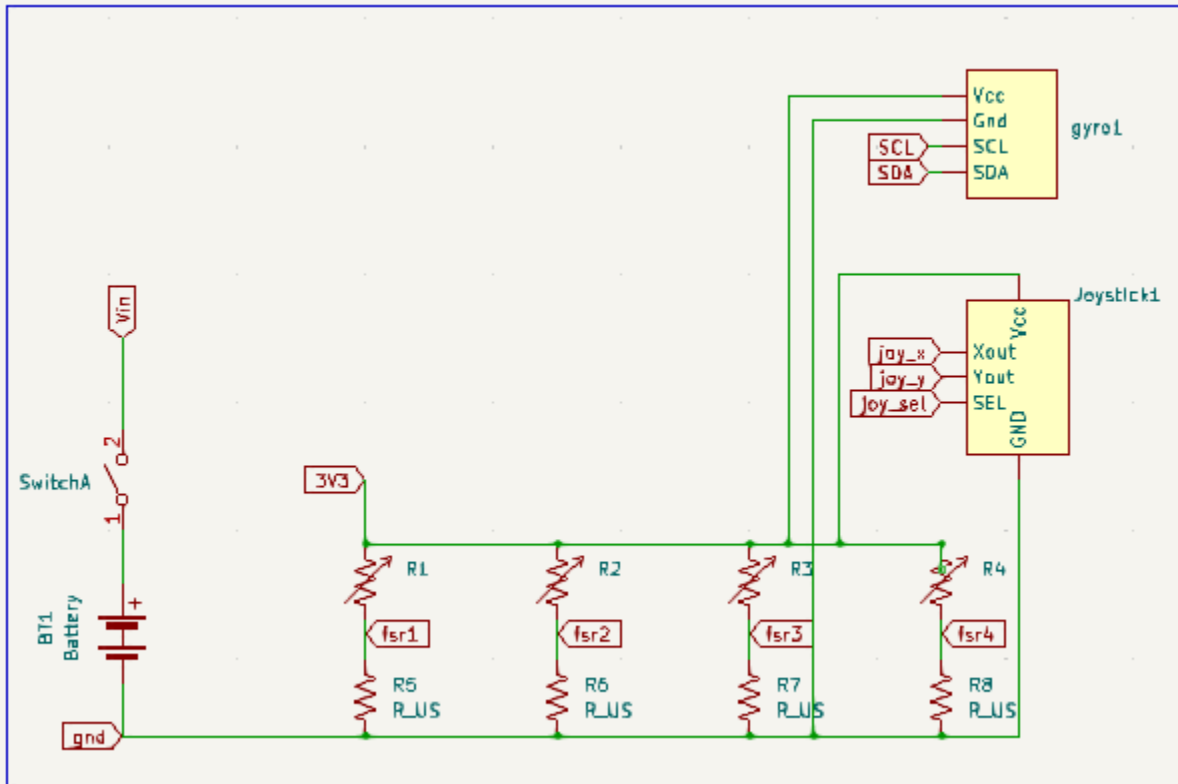 Vcc
Gnd
SCL
SDA
SCL
SDA
gyro1
Joystick1
Vcc
Xout
Yout
SEL
GND
joy_x
joy_y
joy_sel
Vin
2
SwitchA
1
3V3
R1
R2
R3
R4
BT1
Battery
+
fsr1
fsr2
fsr3
fsr4
R5
R_US
R6
R_US
R7
R_US
R8
R_US
gnd